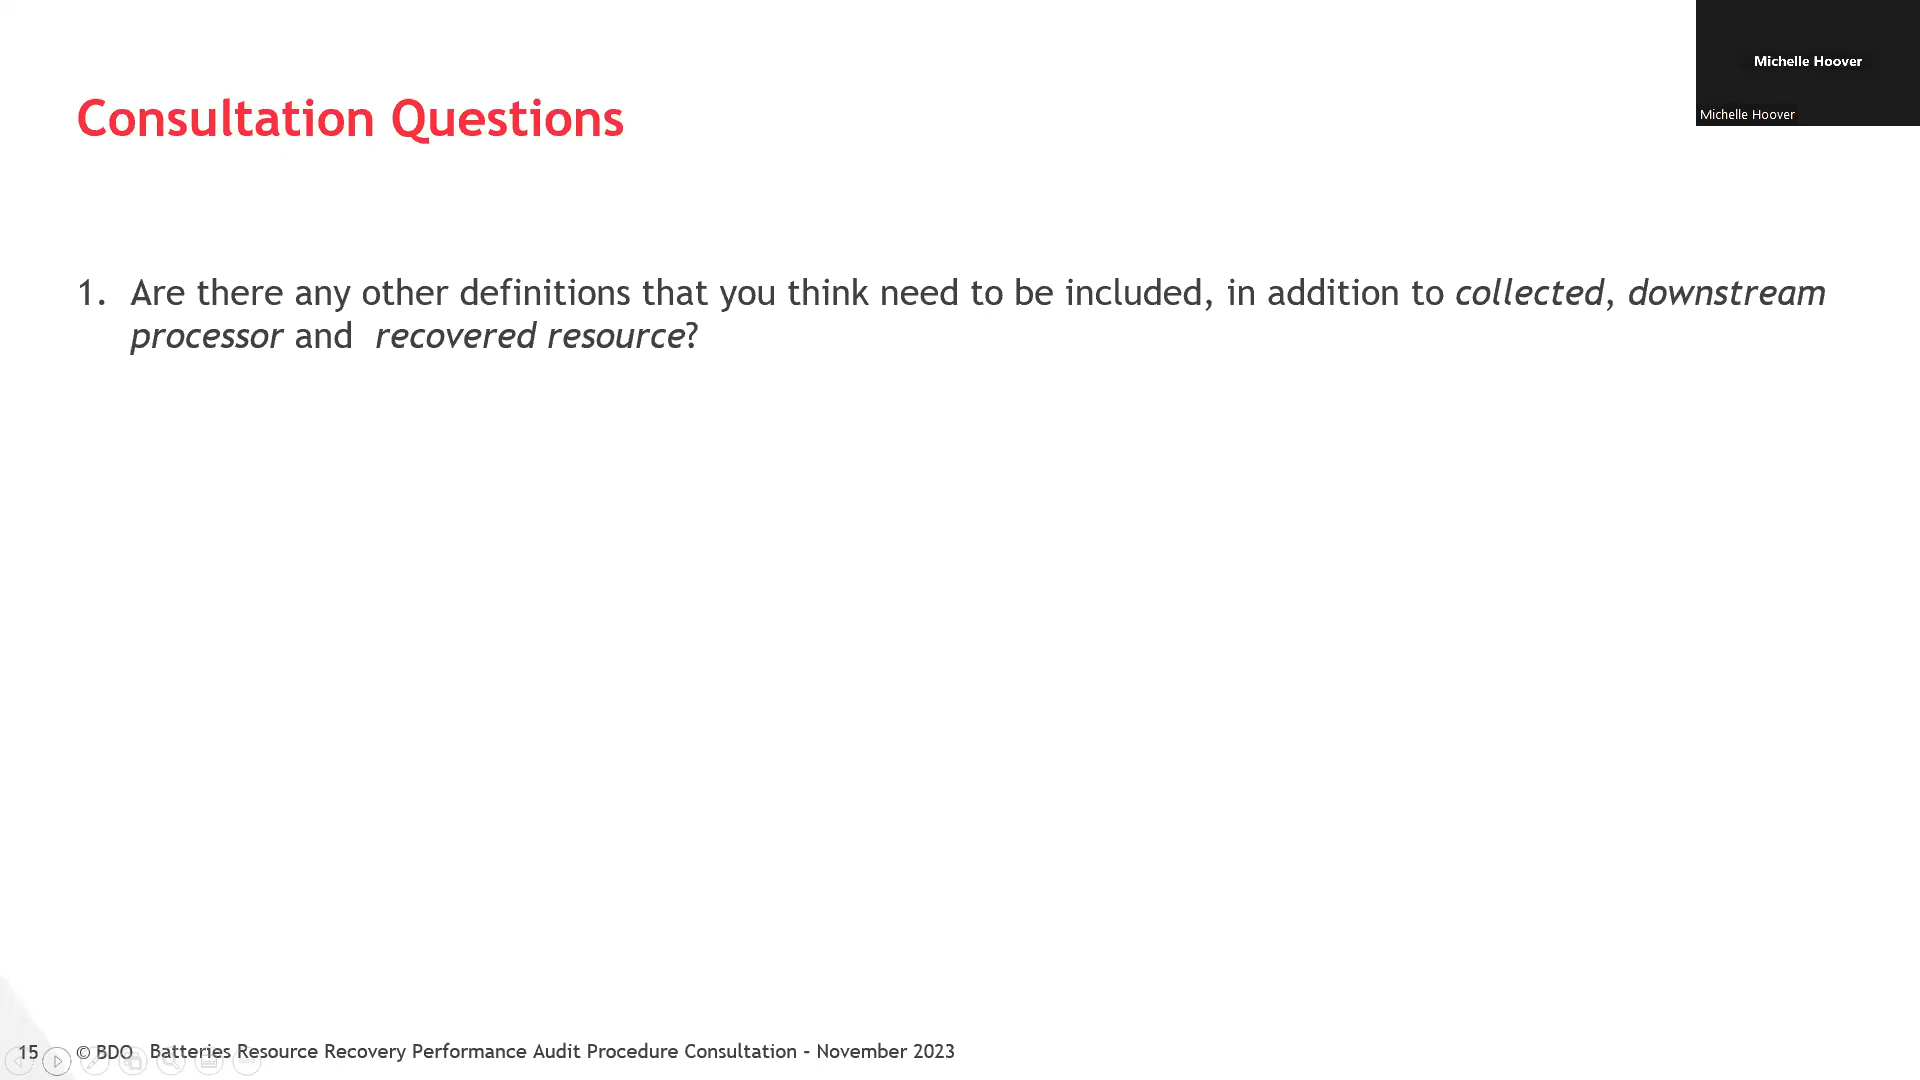 Michelle Hoover
Michelle Hoover
Consultation Questions
1. Are there any other definitions that you think need to be included, in addition to collected, downstream
processor and recovered resource?
15 © BDO Batteries Resource Recovery Performance Audit Procedure Consultation - November 2023